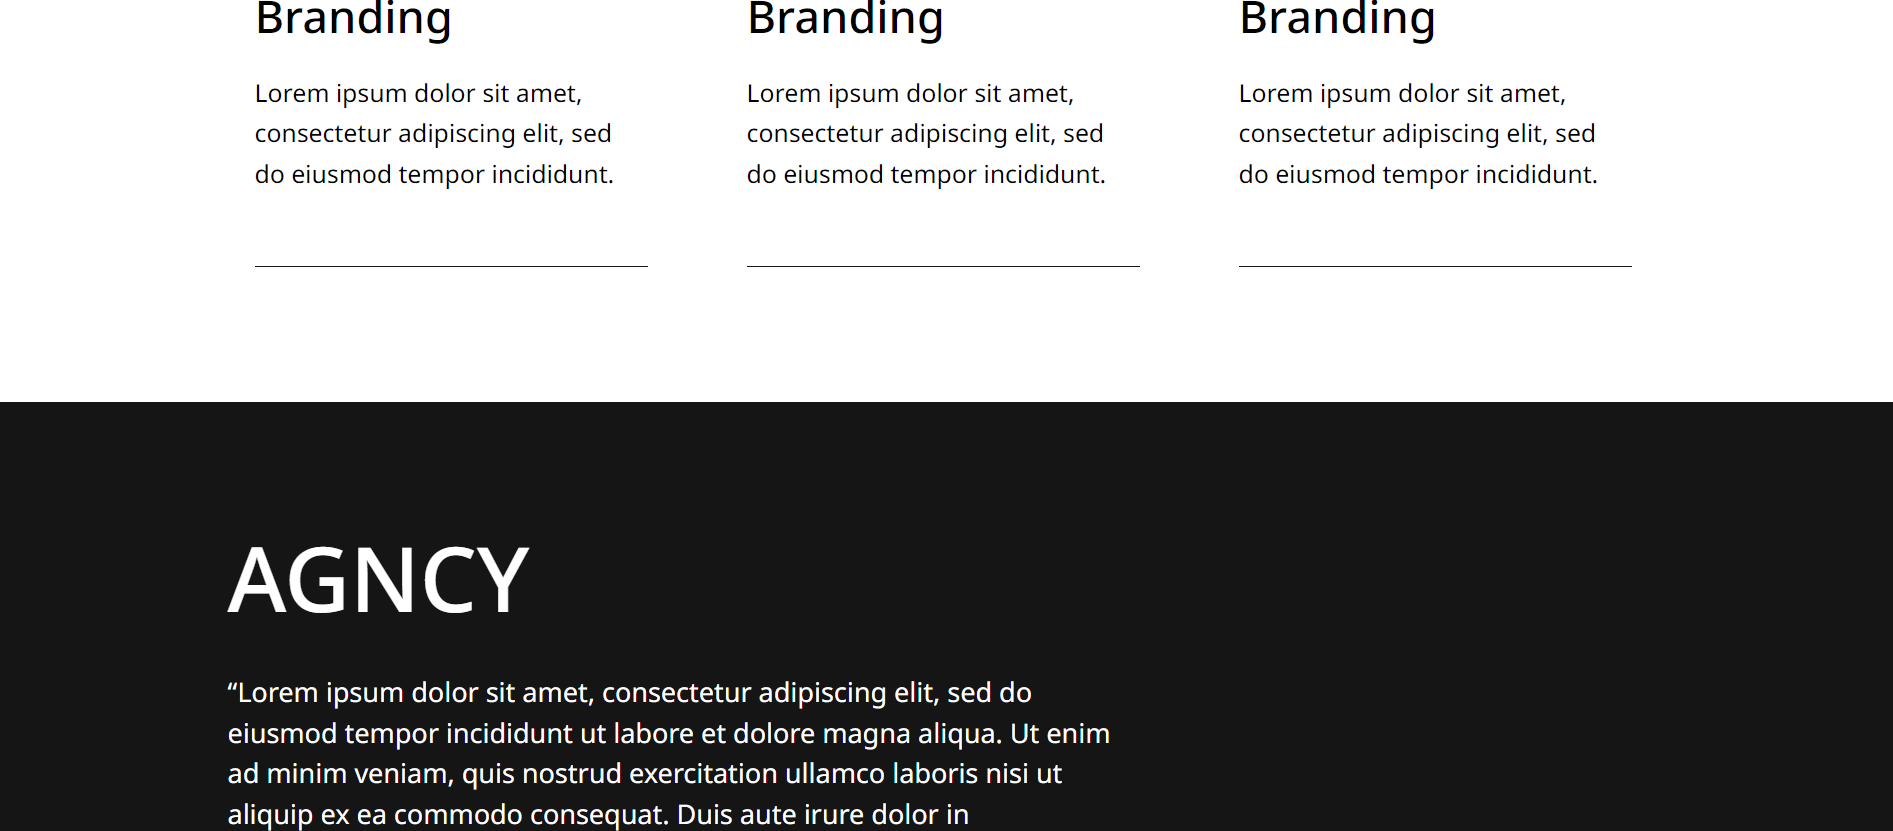 Branding
Lorem ipsum dolor sit amet,
consectetur adipiscing elit, sed
do eiusmod tempor incididunt.
Branding
Lorem ipsum dolor sit amet,
consectetur adipiscing elit, sed
do eiusmod tempor incididunt.
Branding
Lorem ipsum dolor sit amet,
consectetur adipiscing elit, sed
do eiusmod tempor incididunt.
AGNCY
“Lorem ipsum dolor sit amet, consectetur adipiscing elit, sed do
eiusmod tempor incididunt ut labore et dolore magna aliqua. Ut enim
ad minim veniam, quis nostrud exercitation ullamco laboris nisi ut
aliquip ex ea commodo consequat. Duis aute irure dolor in